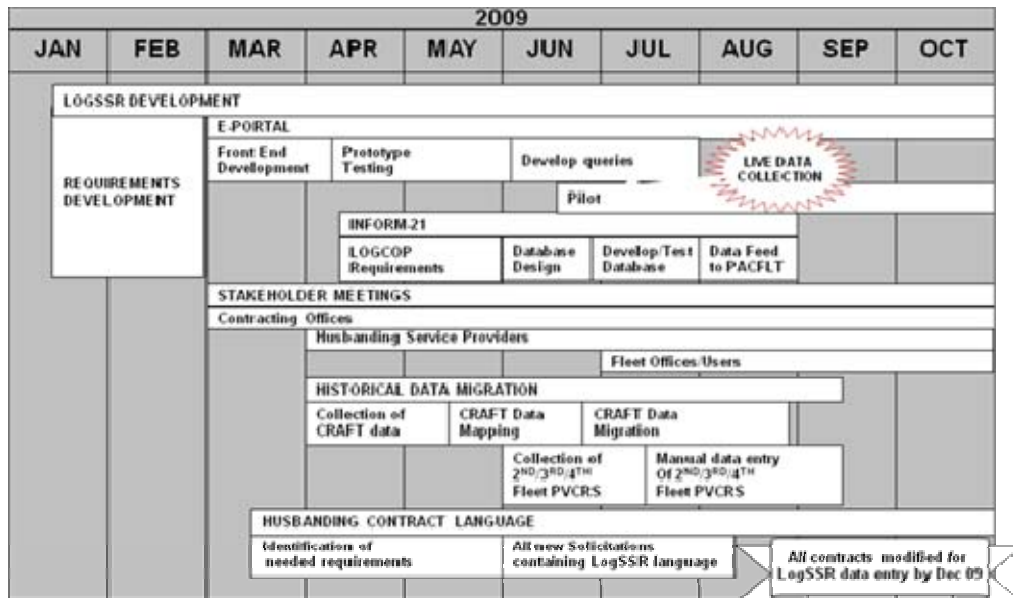 2009
JAN FEB MAR APR MAY JUN JUL AUG SEP OCT
LOGSSR DEVELOPMENT
REQUIREMENTS
DEVELOPMENT
E-PORTAL
Front End
Development
Prototype
Testing
Develop queries
LIVE DATA
COLLECTION
Pilot
INFORM-21
LOGCOP
Requirements
Database
Design
Develop/Test
Database
Data Feed
to PACFLT
STAKEHOLDER MEETINGS
Contracting Offices
Husbanding Service Providers
Fleet Offices/Users
HISTORICAL DATA MIGRATION
Collection of
CRAFT data
CRAFT Data
Mapping
CRAFT Data
Migration
Collection of
2ND/3RD/4TH
Fleet PVCRS
Manual data entry
Of 2ND/3RD/4TH
Fleet PVCRS
HUSBANDING CONTRACT LANGUAGE
Identification of
needed requirements
All new Solicitations
containing LogSSR language
All contracts modified for
LogSSR data entry by Dec 09